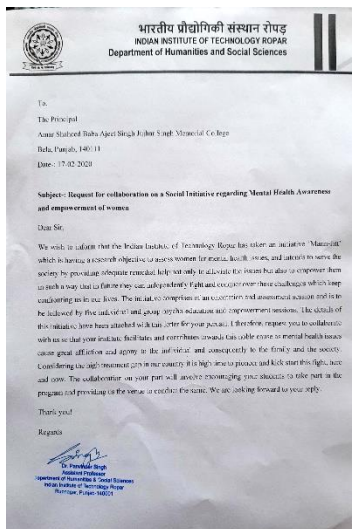 भारतीय प्रौद्योगिकी संस्थान रोपड़
INDIAN INSTITUTE OF TECHNOLOGY ROPAR
Department of Humanities and Social Sciences
To
The Principal
Amar Shaheed Baba Ajeet Singh Jujhar Singh Memorial College
Bela, Punjab, 140111
Date-: 17-02-2020
Subject-: Request for collaboration on a Social Initiative regarding Mental Health Awareness
and empowerment of women
Dear Sir,
We wish to inform that the Indian Institute of Technology Ropar has taken an initiative
which is having a research objective to assess women for mental health issues, and intends to serve the
society by providing adequate remedial help not only to alleviate the issues but also to empower them
in such a way that in future they can independently fight and conquer over these challenges which keep
confronting us in our lives. The initiative comprises of an orientation and assessment session and is to
be followed by five individual and group psycho education and empowerment sessions. The details of
this initiative have been attached with this letter for your perusal. I therefore, request you to collaborate
with us so that your institute facilitates and contributes towards this noble cause as mental health issues
cause great affliction and agony to the individual and consequently to the family and the society.
Considering the high treatment gap in our country it is high time to pioneer and kick start this fight, here
and now. The collaboration on your part will involve encouraging your students to take part in the
program and providing us the venue to conduct the same. We are looking forward to your reply.
Thank you!
Regards
Dr. Parwinder Singh
Assistant Professor
Department of Humanities & Social Sciences
Indian Institute of Technology Ropar
Rupnagar, Punjab-140001